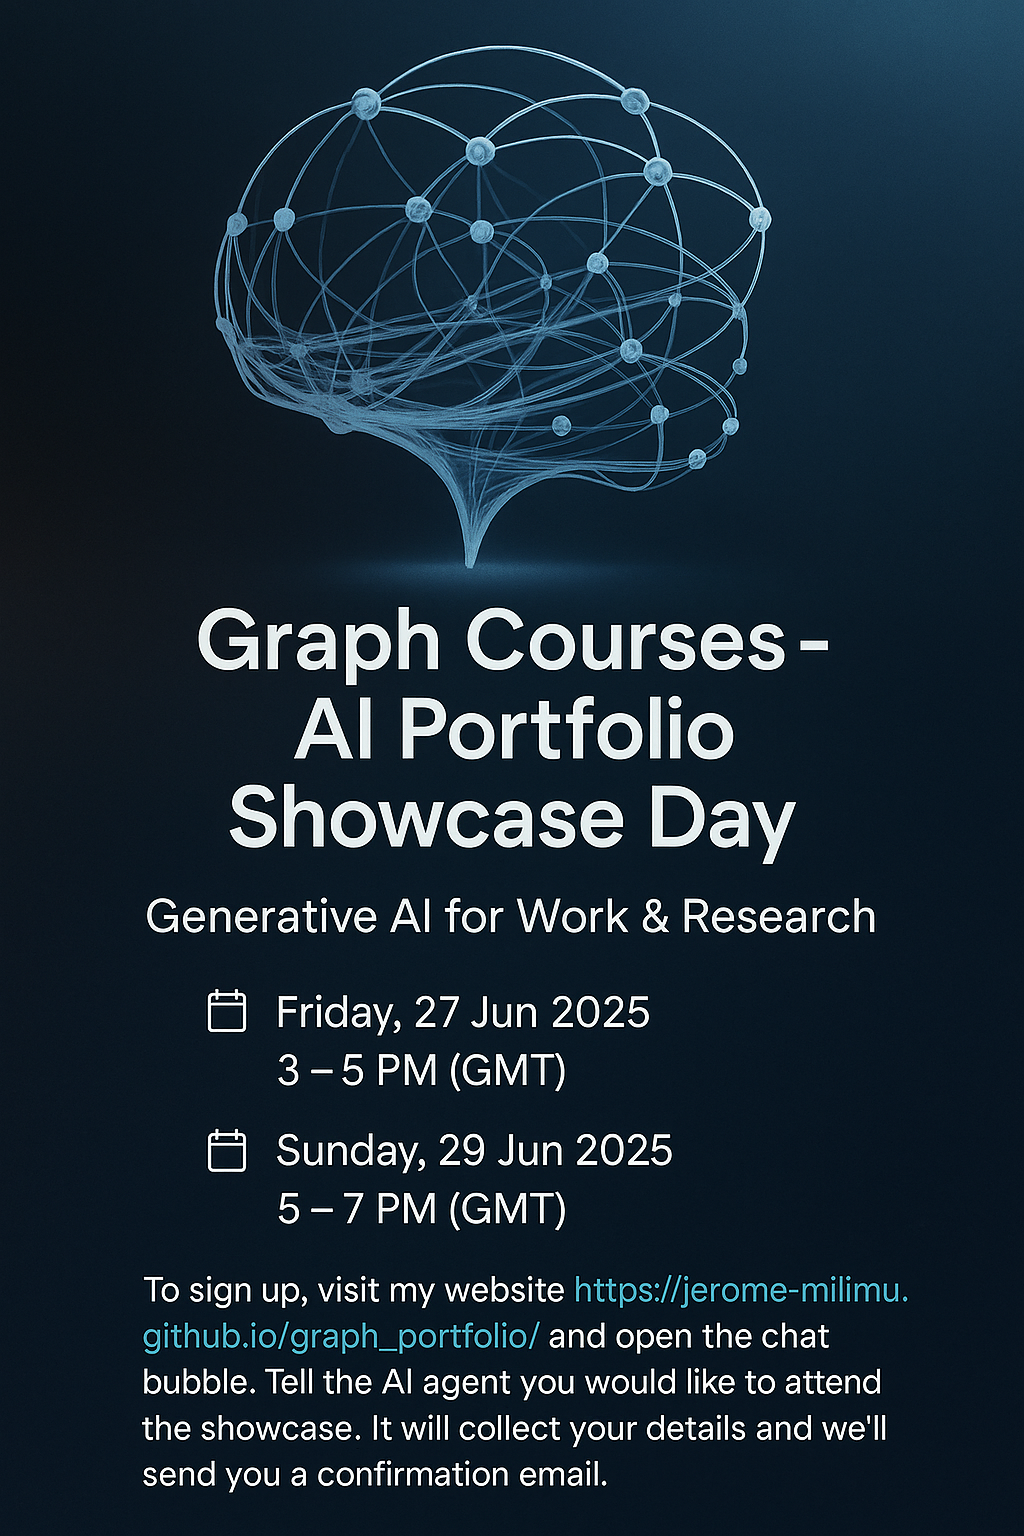 Graph Courses -
AI Portfolio
Showcase Day
Generative AI for Work & Research
Friday, 27 Jun 2025
3 – 5 PM (GMT)
Sunday, 29 Jun 2025
5 – 7 PM (GMT)
To sign up, visit my website https://jerome-milimu.
github.io/graph_portfolio/ and open the chat
bubble. Tell the AI agent you would like to attend
the showcase. It will collect your details and we'll
send you a confirmation email.